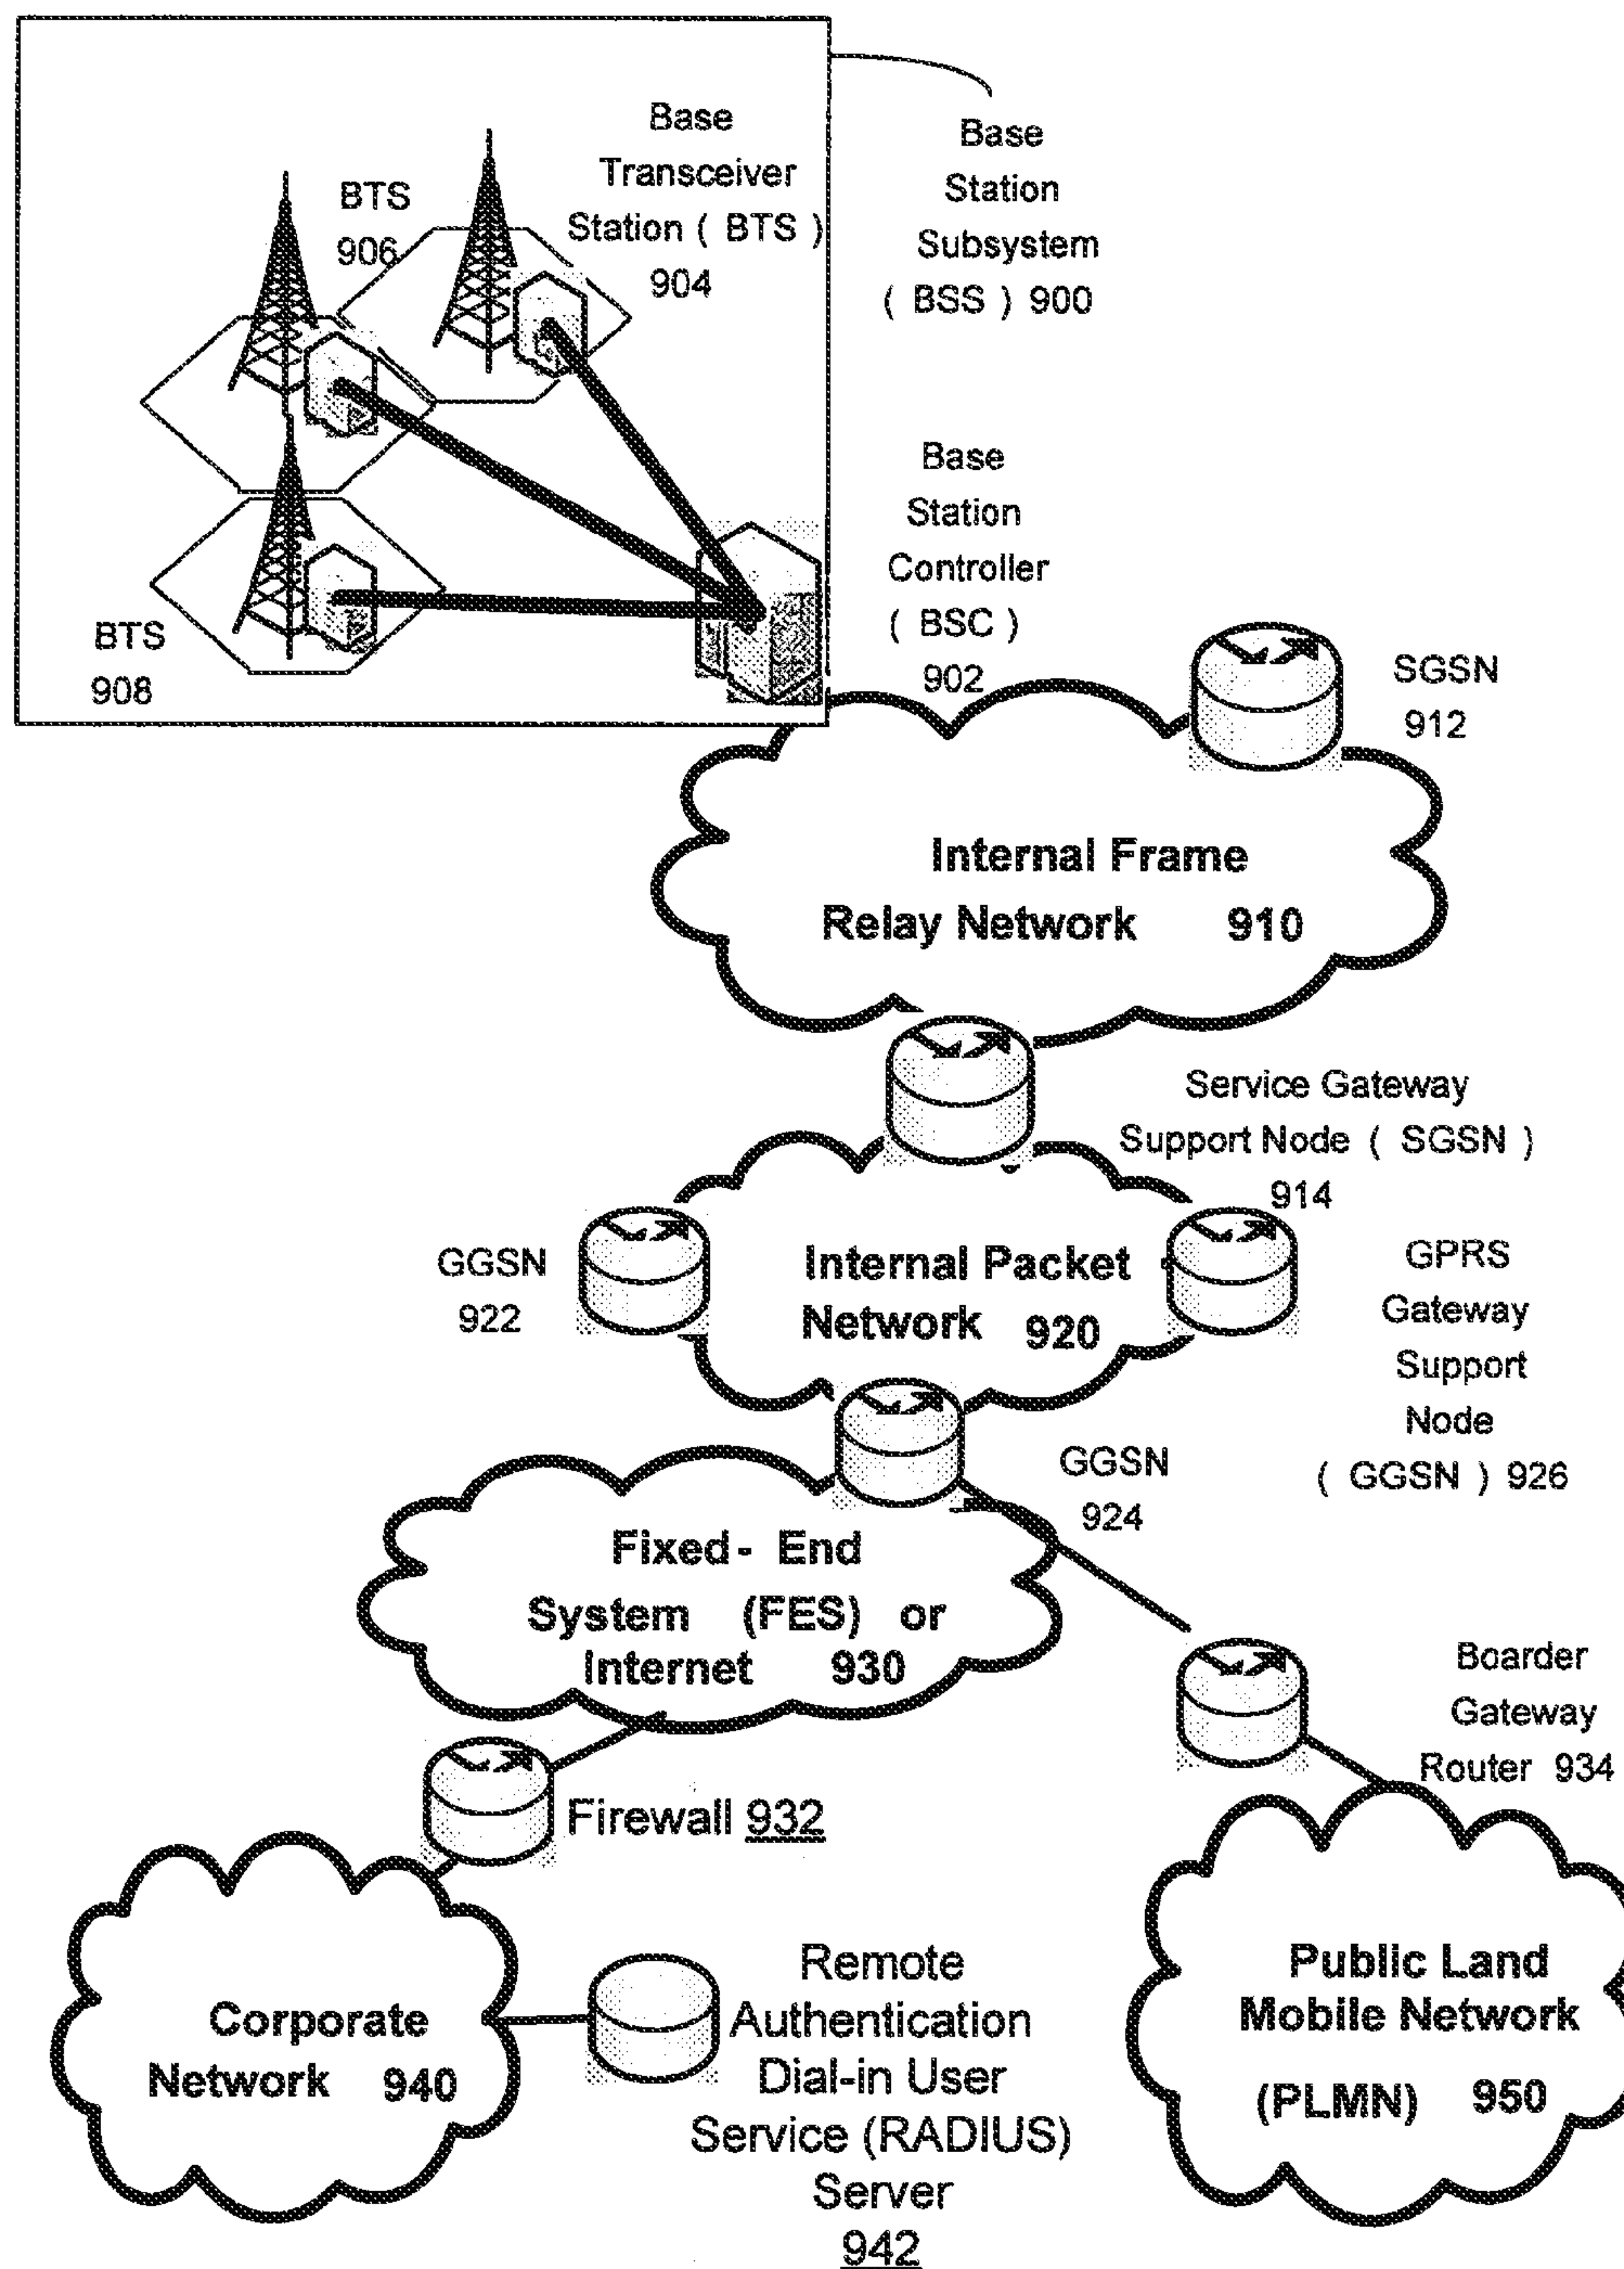 Base
Transceiver
Station ( BTS )
904
BTS
906
Base
Station
Subsystem
( BSS ) 900
Base
Station
Controller
( BSC )
902
BTS
908
SGSN
912
Internal Frame
Relay Network 910
Service Gateway
Support Node ( SGSN )
914
GGSN
922
Internal Packet
Network 920
GPRS
Gateway
Support
Node
( GGSN ) 926
GGSN
924
Fixed- End
System (FES) or
Internet 930
Boarder
Gateway
Router 934
Firewall 932
Corporate
Network 940
Remote
Authentication
Dial-in User
Service (RADIUS)
Server
942
Public Land
Mobile Network
(PLMN) 950